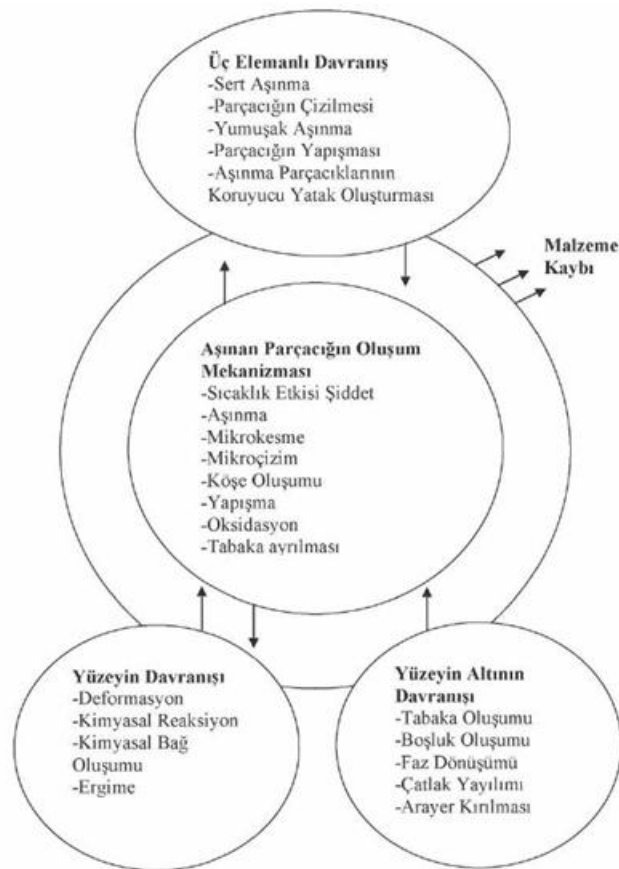 Üç Elemanlı Davranış
-Sert Aşınma
-Parçacığın Çizilmesi
-Yumuşak Aşınma
-Parçacığın Yapışması
-Aşınma Parçacıklarının
Koruyucu Yatak Oluşturması
Malzeme
Kaybı
Aşınan Parçacığın Oluşum
Mekanizması
-Sıcaklık Etkisi Şiddet
-Aşınma
-Mikrokesme
-Mikroçizim
-Köşe Oluşumu
-Yapışma
-Oksidasyon
-Tabaka ayrılması
Yüzeyin Davranışı
-Deformasyon
-Kimyasal Reaksiyon
-Kimyasal Bağ
Oluşumu
-Ergime
Yüzeyin Altının
Davranışı
-Tabaka Oluşumu
-Boşluk Oluşumu
-Faz Dönüşümü
-Çatlak Yayılımı
-Arayer Kırılması